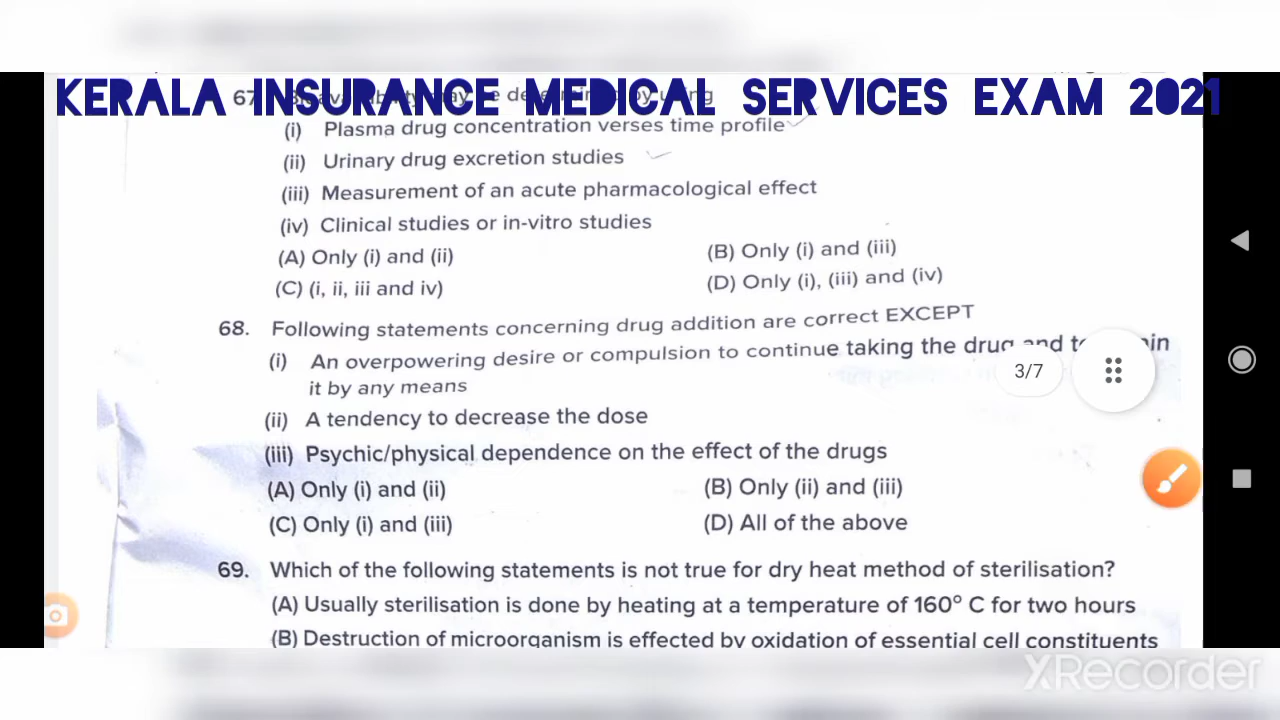 KERALA INSURANCE MEDICAL SERVICES EXAM 2021
67
(i) Plasma drug concentration verses time profile
(ii) Urinary drug excretion studies
(iii) Measurement of an acute pharmacological effect
(iv) Clinical studies or in-vitro studies
(A) Only (i) and (ii) (B) Only (i) and (iii)
(C) (i, ii, iii and iv) (D) Only (i), (iii) and (iv)
68. Following statements concerning drug addition are correct EXCEPT
(i) An overpowering desire or compulsion to continue taking the drug and
it by any means
3/7
(ii) A tendency to decrease the dose
(iii) Psychic/physical dependence on the effect of the drugs
(A) Only (i) and (ii) (B) Only (ii) and (iii)
(C) Only (i) and (iii) (D) All of the above
69. Which of the following statements is not true for dry heat method of sterilisation?
(A) Usually sterilisation is done by heating at a temperature of 160° C for two hours
(B) Destruction of microorganism is effected by oxidation of essential cell constituents
XRecorder